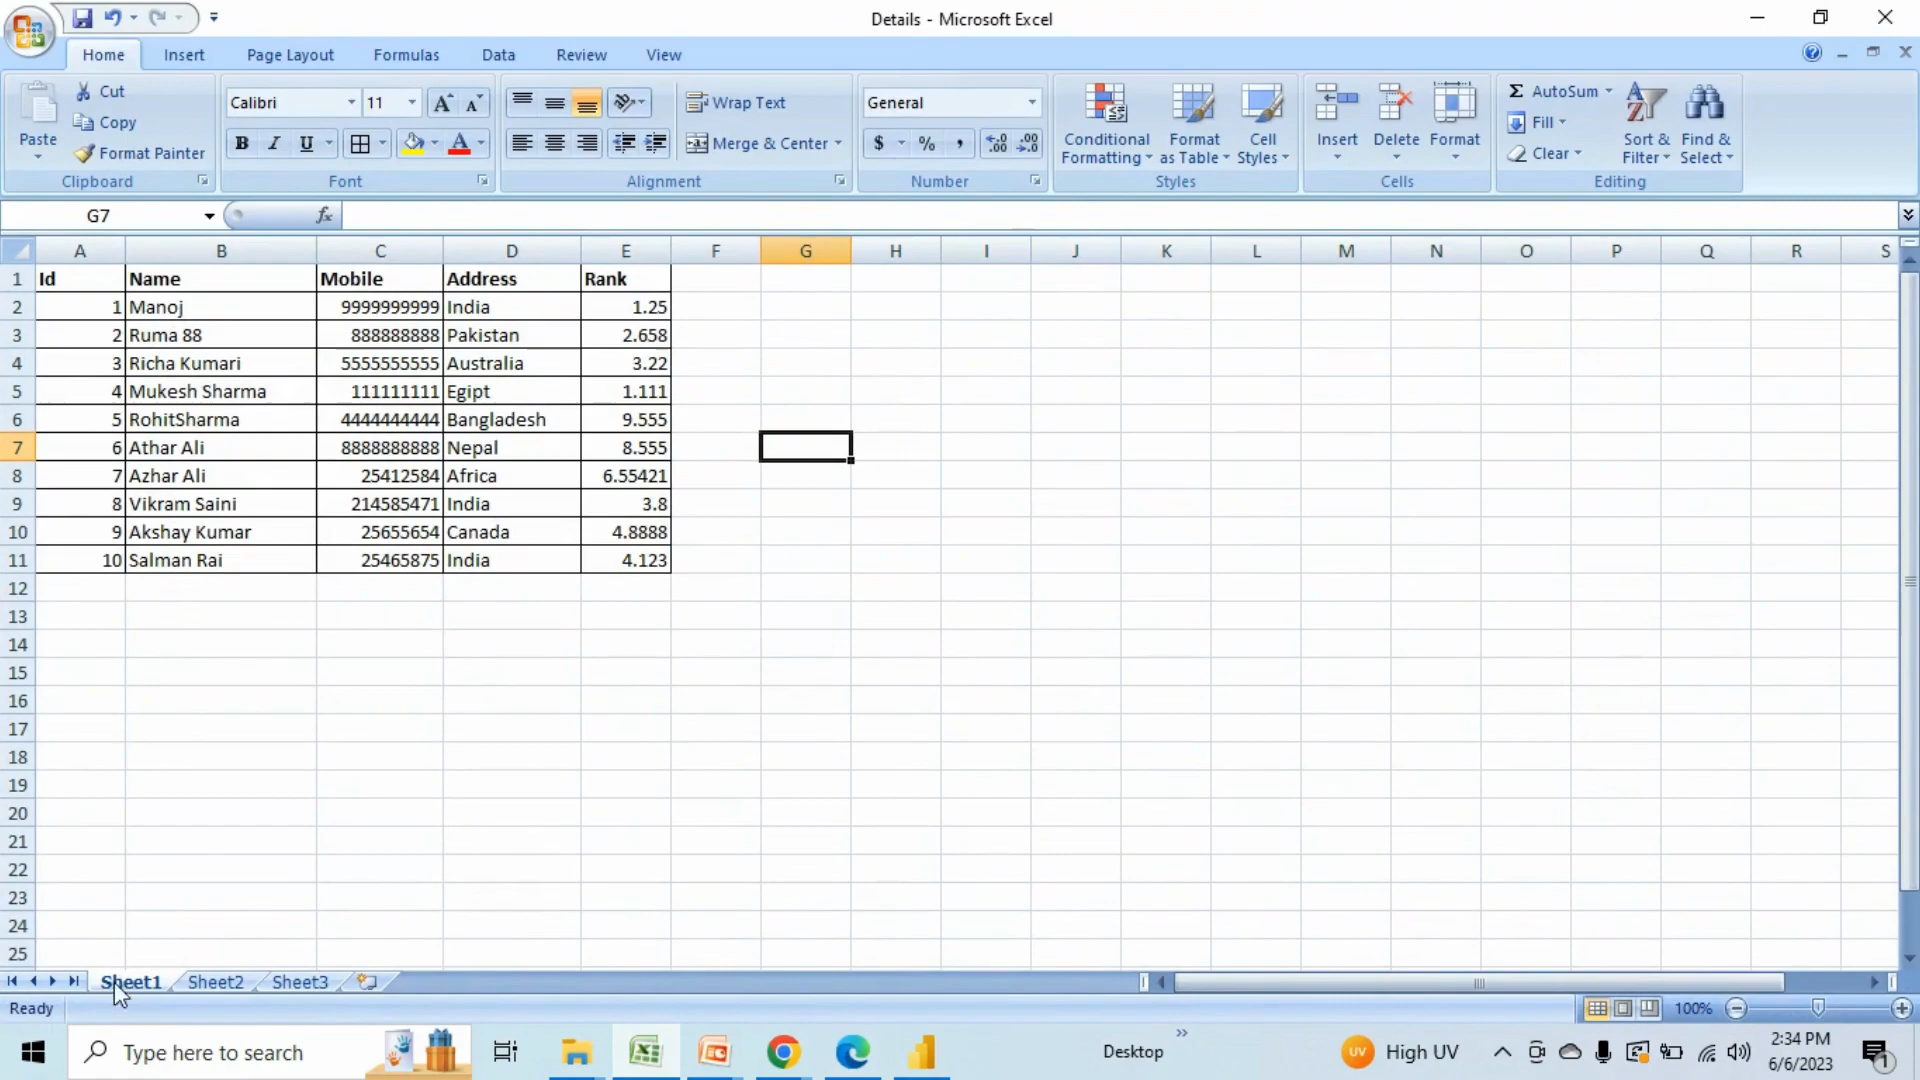 Details - Microsoft Excel
Home Insert Page Layout Formulas Data Review View
Paste
Cut
Copy
Format Painter
Clipboard
Calibri 11
B I U
Font
Wrap Text
Merge & Center
Alignment
General
$ % ,
Number
Conditional Formatting
Format as Table
Cell Styles
Styles
Insert Delete Format
Cells
AutoSum
Fill
Clear
Sort & Filter
Find & Select
Editing
G7 fx
A B C D E F G H I J K L M N O P Q R S
1 Id Name Mobile Address Rank
2 1 Manoj 9999999999 India 1.25
3 2 Ruma 88 888888888 Pakistan 2.658
4 3 Richa Kumari 5555555555 Australia 3.22
5 4 Mukesh Sharma 111111111 Egipt 1.111
6 5 RohitSharma 4444444444 Bangladesh 9.555
7 6 Athar Ali 8888888888 Nepal 8.555
8 7 Azhar Ali 25412584 Africa 6.55421
9 8 Vikram Saini 214585471 India 3.8
10 9 Akshay Kumar 25655654 Canada 4.8888
11 10 Salman Rai 25465875 India 4.123
12
13
14
15
16
17
18
19
20
21
22
23
24
25
Sheet1 Sheet2 Sheet3
Ready 100%
Type here to search Desktop UV High UV 2:34 PM
6/6/2023 1